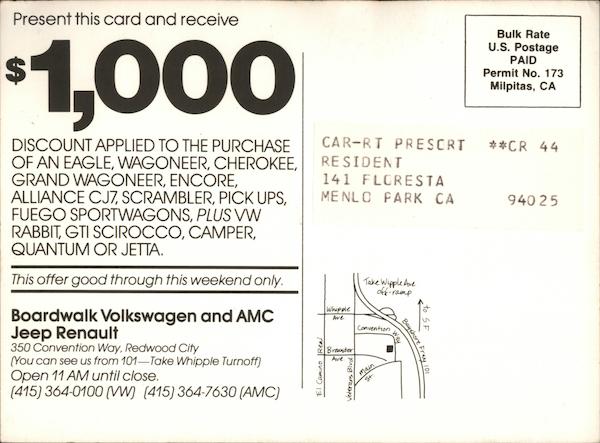 Present this card and receive
$1,000
DISCOUNT APPLIED TO THE PURCHASE
OF AN EAGLE, WAGONEER, CHEROKEE,
GRAND WAGONEER, ENCORE,
ALLIANCE CJ7, SCRAMBLER, PICK UPS,
FUEGO SPORTWAGONS, PLUS VW
RABBIT, GTI SCIROCCO, CAMPER,
QUANTUM OR JETTA.
This offer good through this weekend only.
Boardwalk Volkswagen and AMC
Jeep Renault
350 Convention Way, Redwood City
(You can see us from 101—Take Whipple Turnoff)
Open 11 AM until close.
(415) 364-0100 (VW) (415) 364-7630 (AMC)
Bulk Rate
U.S. Postage
PAID
Permit No. 173
Milpitas, CA
CAR-RT PRESORT **CR 44
RESIDENT
141 FLORESTA
MENLO PARK CA 94025
Take Whipple Ave
Off-ramp
to S F
Whipple
Ave
Convention
Way
Bayshore Frwy 101
Brewster
Ave
Main
St
El Camino Real
Veterans Blvd